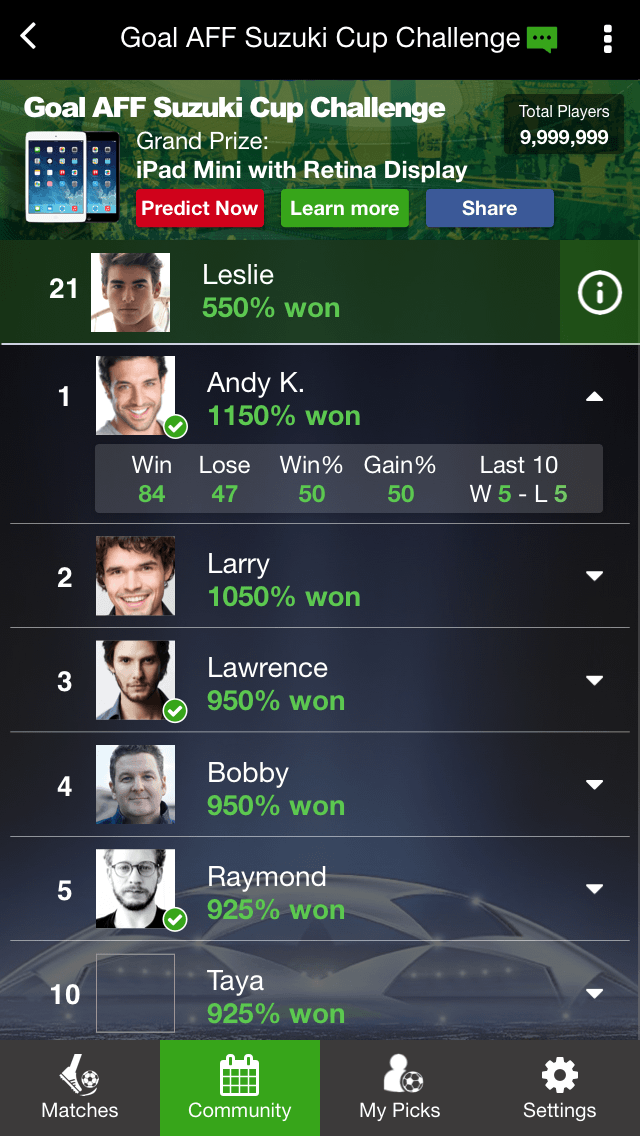 Goal AFF Suzuki Cup Challenge
Goal AFF Suzuki Cup Challenge
Total Players
9,999,999
Grand Prize:
iPad Mini with Retina Display
Predict Now Learn more Share
21 Leslie
550% won
1 Andy K.
1150% won
Win Lose Win% Gain% Last 10
84 47 50 50 W 5 - L 5
2 Larry
1050% won
3 Lawrence
950% won
4 Bobby
950% won
5 Raymond
925% won
10 Taya
925% won
Matches Community My Picks Settings